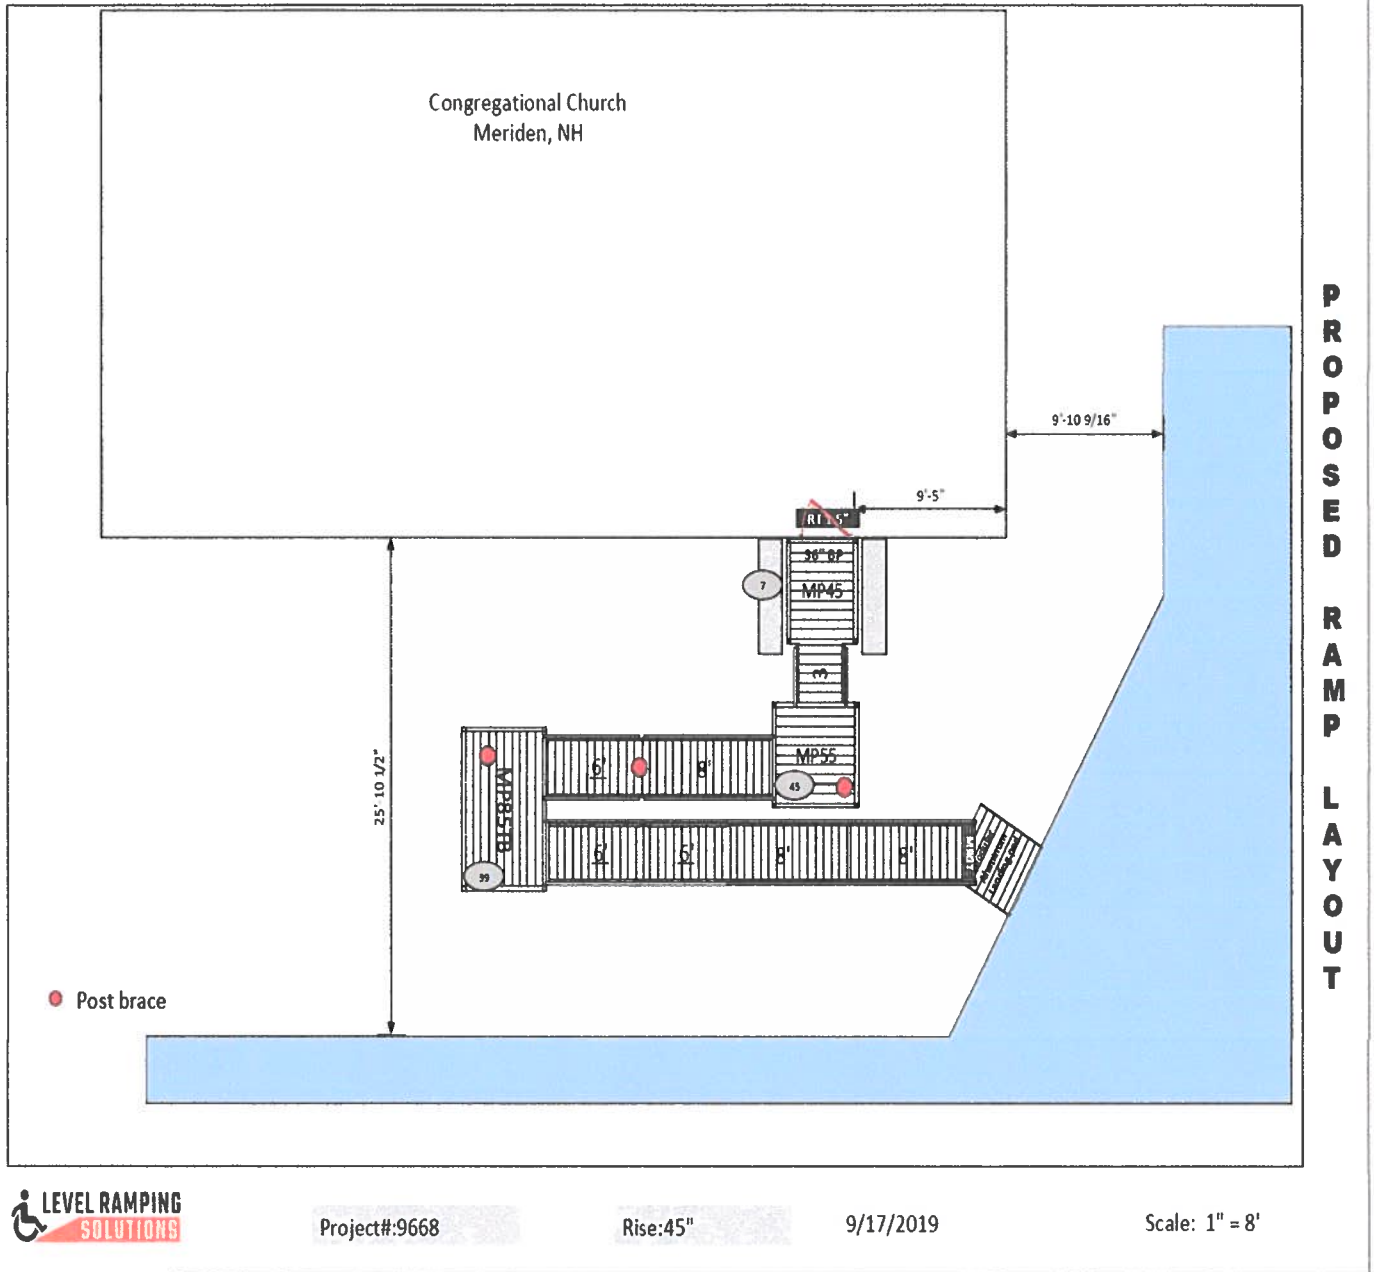 Congregational Church
Meriden, NH
9'-10 9/16"
9'-5"
36" BP
7
MP45
3
MP55
45
6'
8'
MP85TB
39
6'
6'
8'
8'
Aluminum
25' 10 1/2"
Post brace
PROPOSED RAMP LAYOUT
LEVEL RAMPING
SOLUTIONS
Project#:9668
Rise:45"
9/17/2019
Scale: 1" = 8'